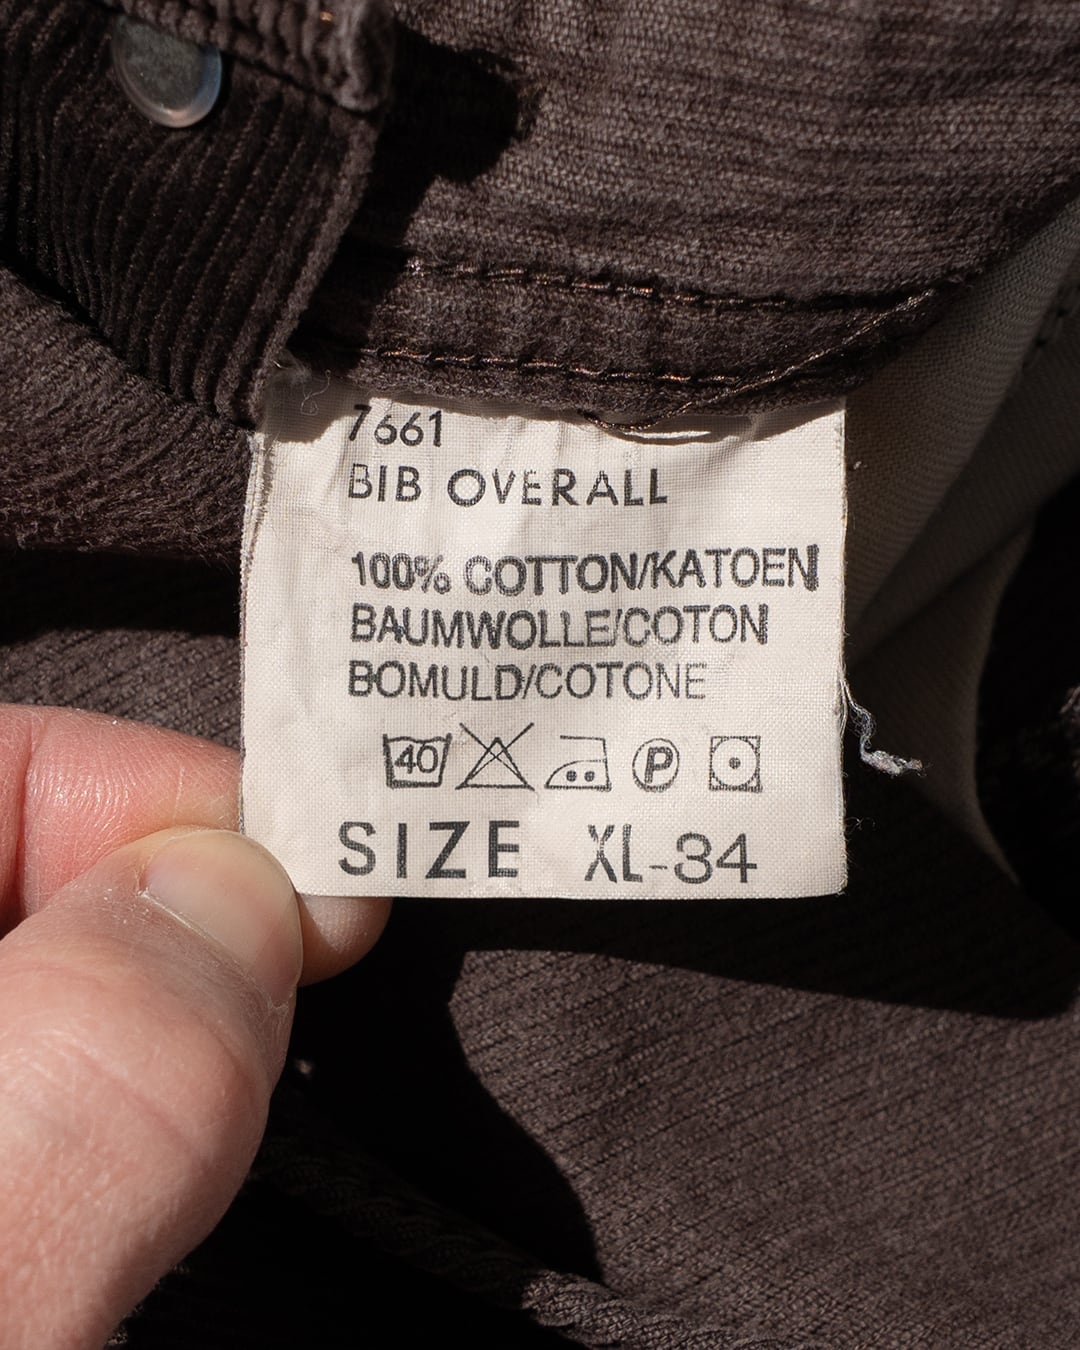 7661
BIB OVERALL
100% COTTON/KATOEN
BAUMWOLLE/COTON
BOMULD/COTONE
40 P
SIZE XL-34